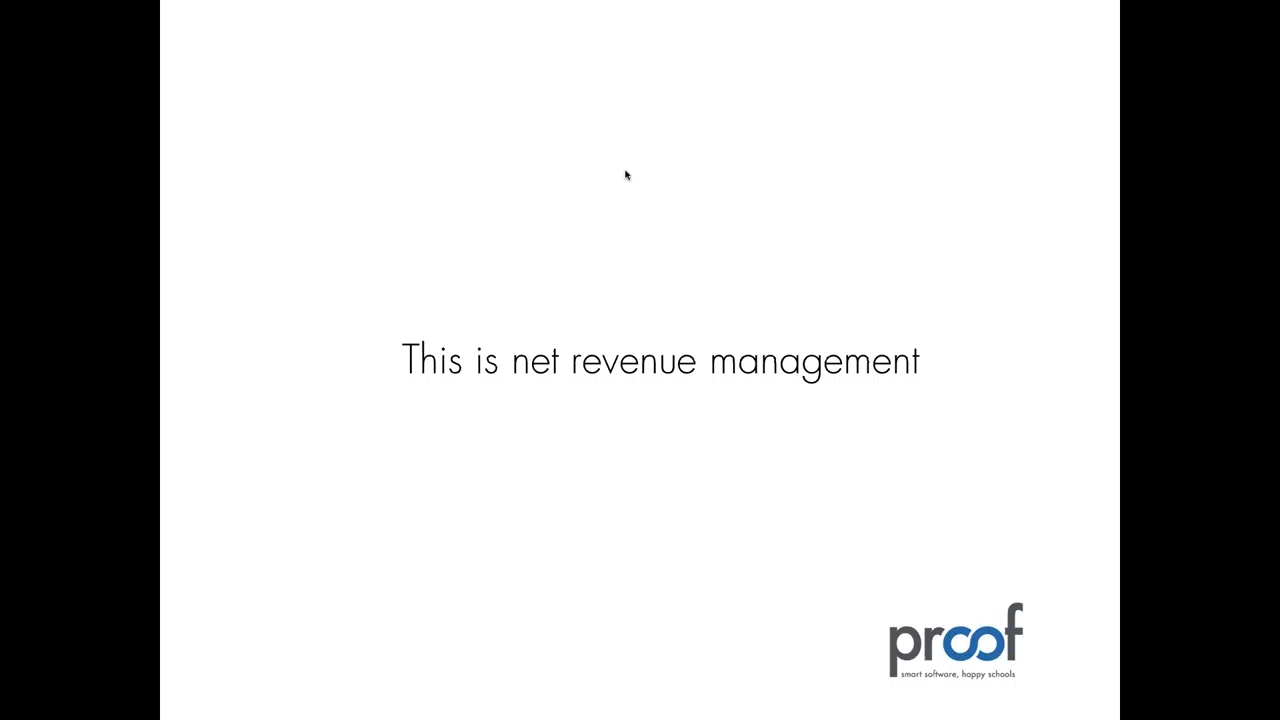 This is net revenue management
proof
smart software, happy schools